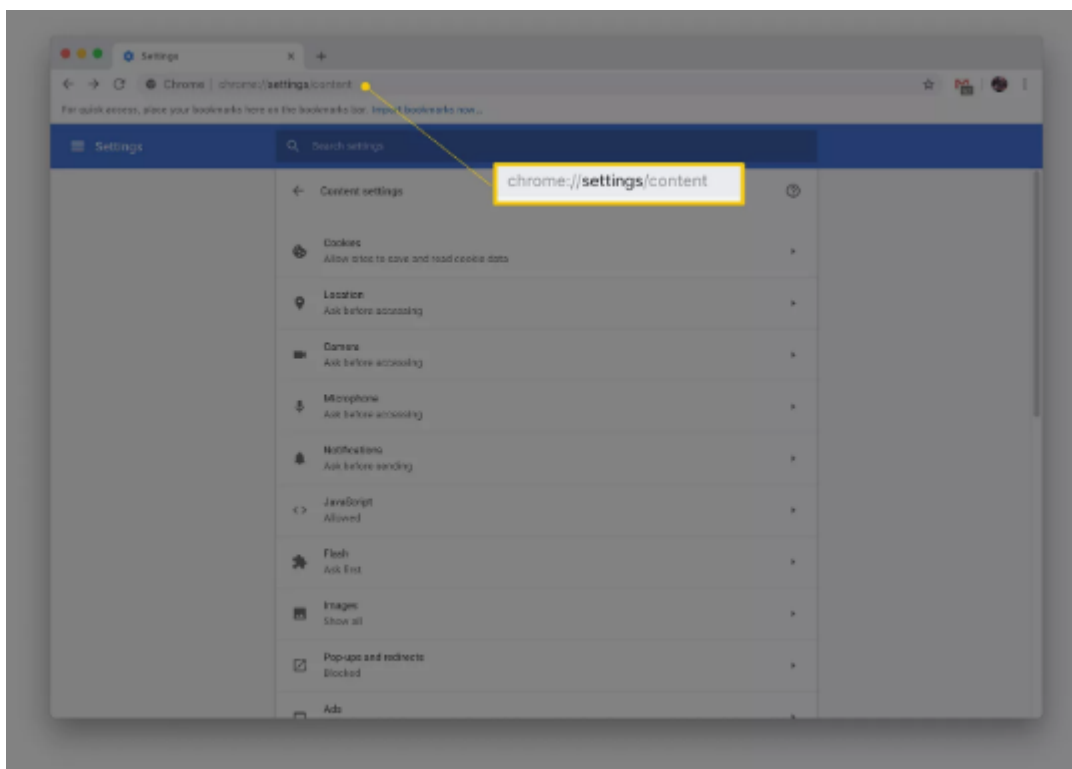 Settings
Chrome | chrome://settings/content
For quick access, place your bookmarks here on the bookmarks bar. Import bookmarks now...
Settings
Search settings
chrome://settings/content
Content settings
Cookies
Allow sites to save and read cookie data
Location
Ask before accessing
Camera
Ask before accessing
Microphone
Ask before accessing
Notifications
Ask before sending
JavaScript
Allowed
Flash
Ask first
Images
Show all
Pop-ups and redirects
Blocked
Ads